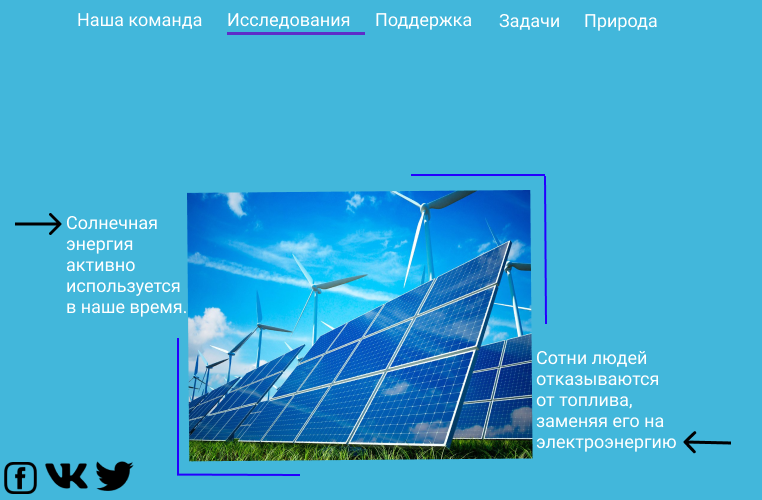 Наша команда Исследования Поддержка Задачи Природа
Солнечная
энергия
активно
используется
в наше время.
Сотни людей
отказываются
от топлива,
заменяя его на
электроэнергию